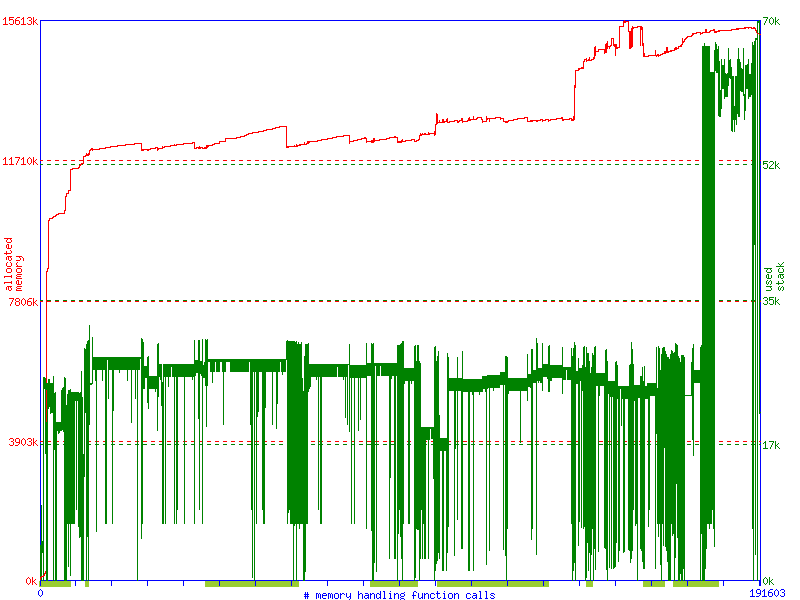 15613k
70k
11710k
52k
allocated
memory
used
stack
7806k
35k
3903k
17k
0k
0k
0
# memory handling function calls
191603